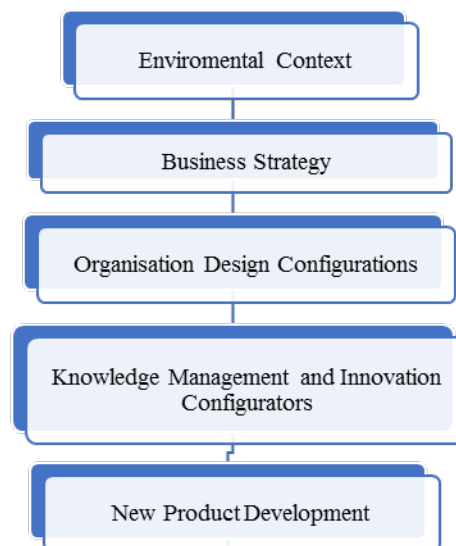 Enviromental Context
Business Strategy
Organisation Design Configurations
Knowledge Management and Innovation
Configurators
New Product Development